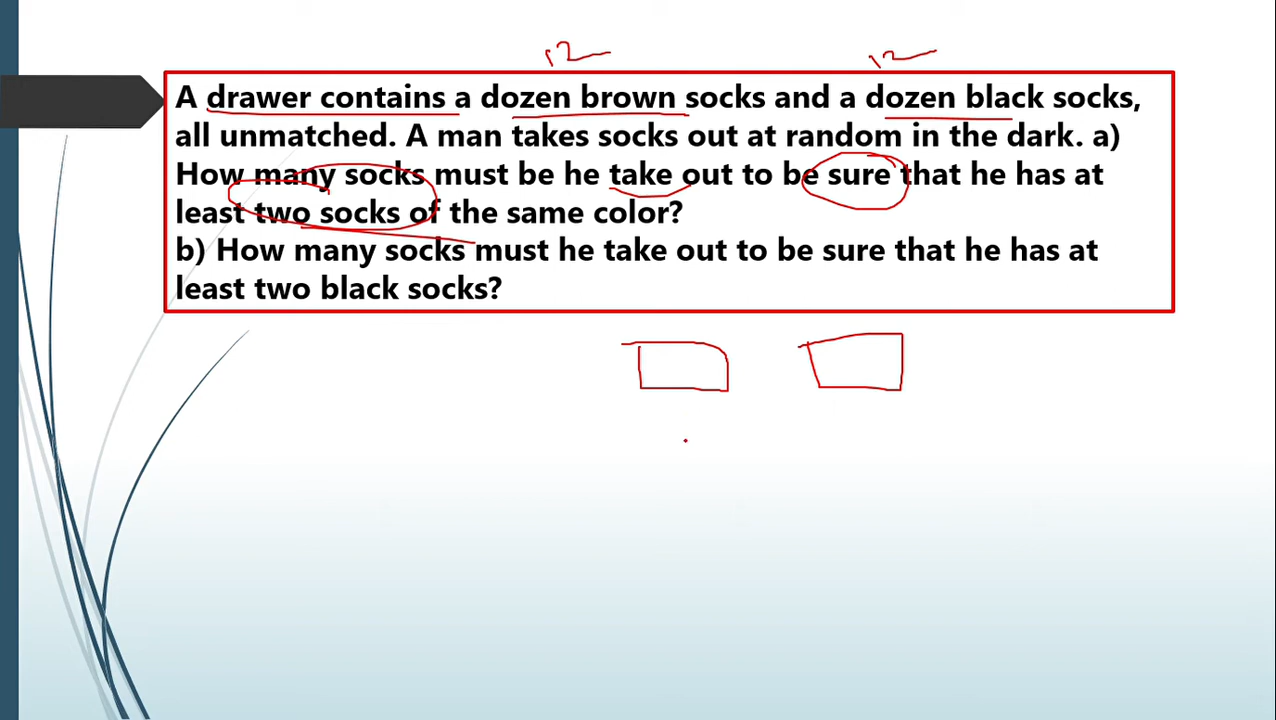 12 12
A drawer contains a dozen brown socks and a dozen black socks,
all unmatched. A man takes socks out at random in the dark. a)
How many socks must be he take out to be sure that he has at
least two socks of the same color?
b) How many socks must he take out to be sure that he has at
least two black socks?